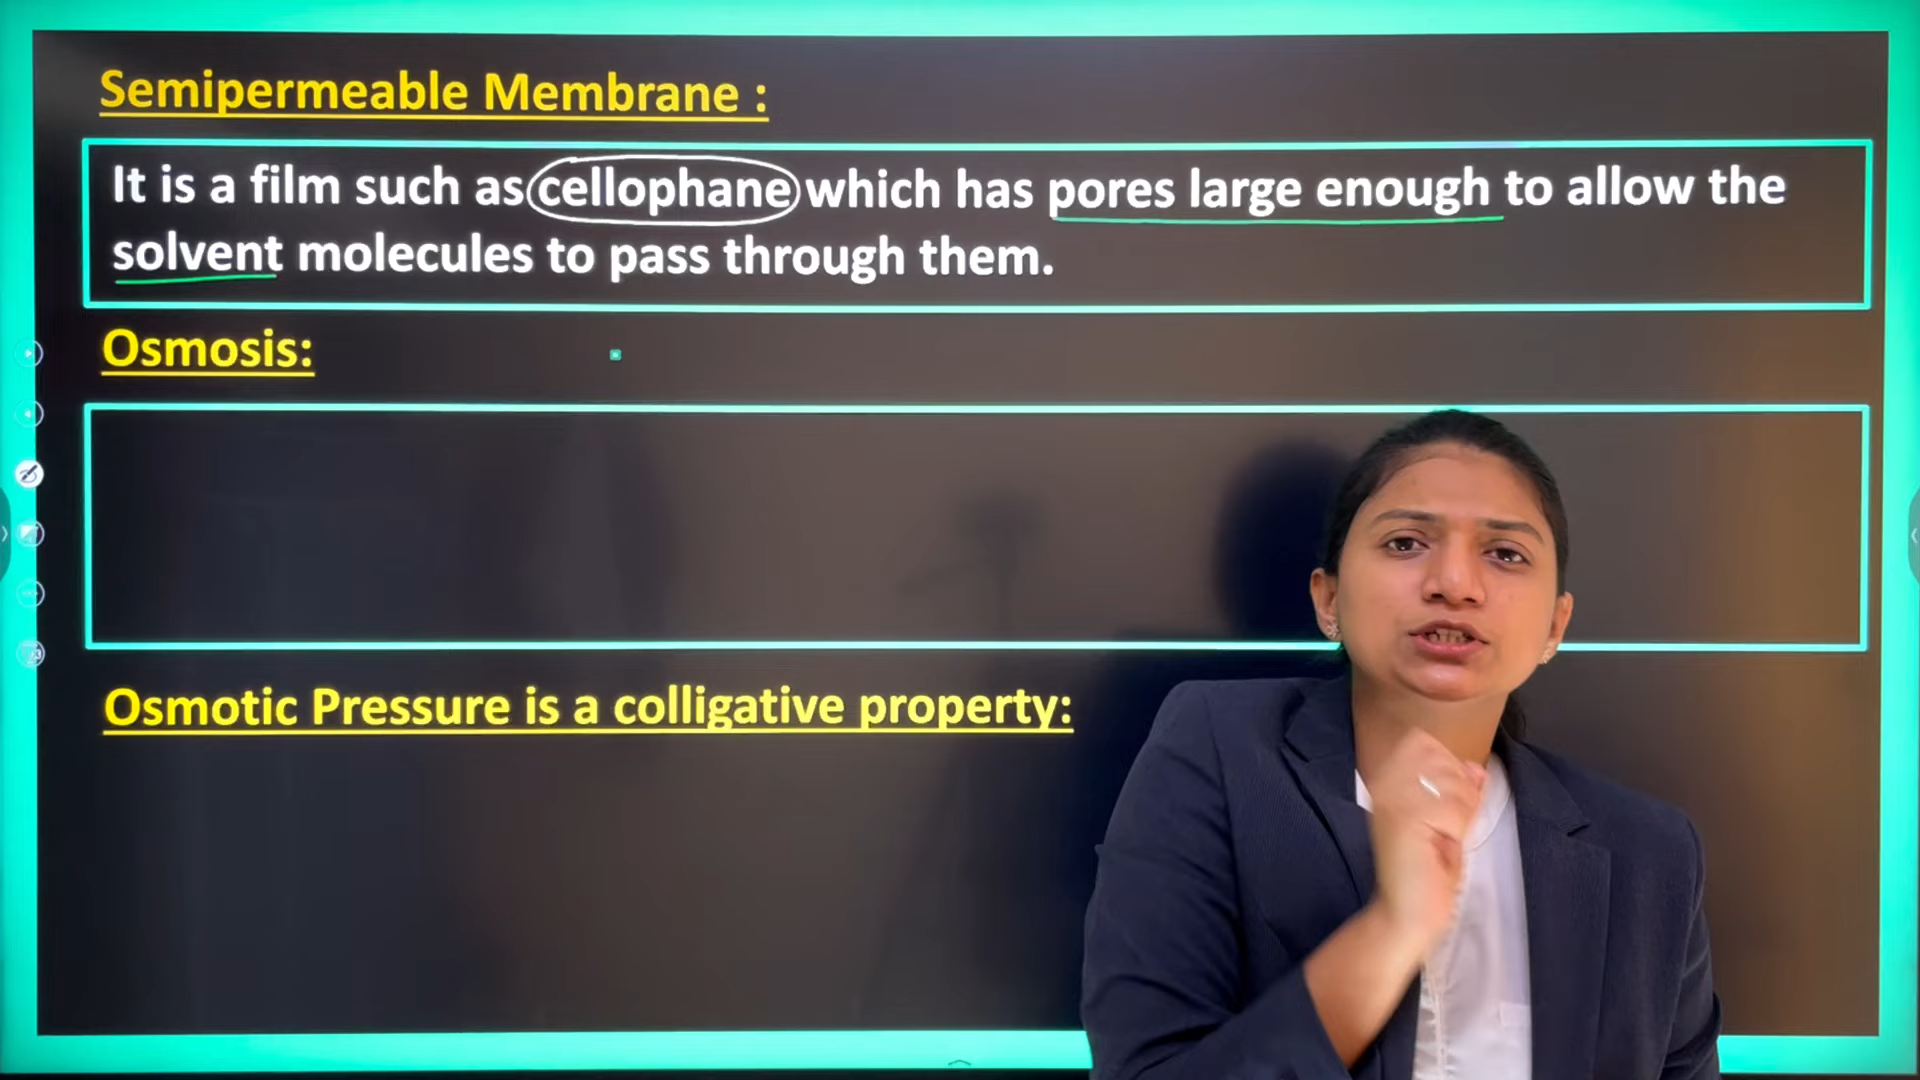 Semipermeable Membrane :
It is a film such as cellophane which has pores large enough to allow the
solvent molecules to pass through them.
Osmosis:
Osmotic Pressure is a colligative property: